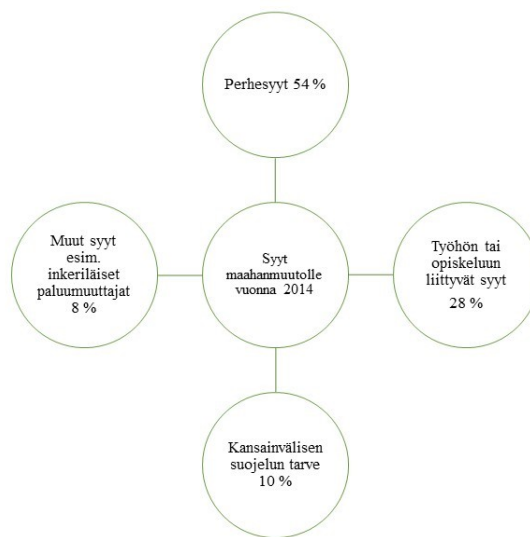 Perhesyyt 54 %
Muut syyt
esim.
inkeriläiset
paluumuuttajat
8 %
Syyt
maahanmuutolle
vuonna 2014
Työhön tai
opiskeluun
liittyvät syyt
28 %
Kansainvälisen
suojelun tarve
10 %